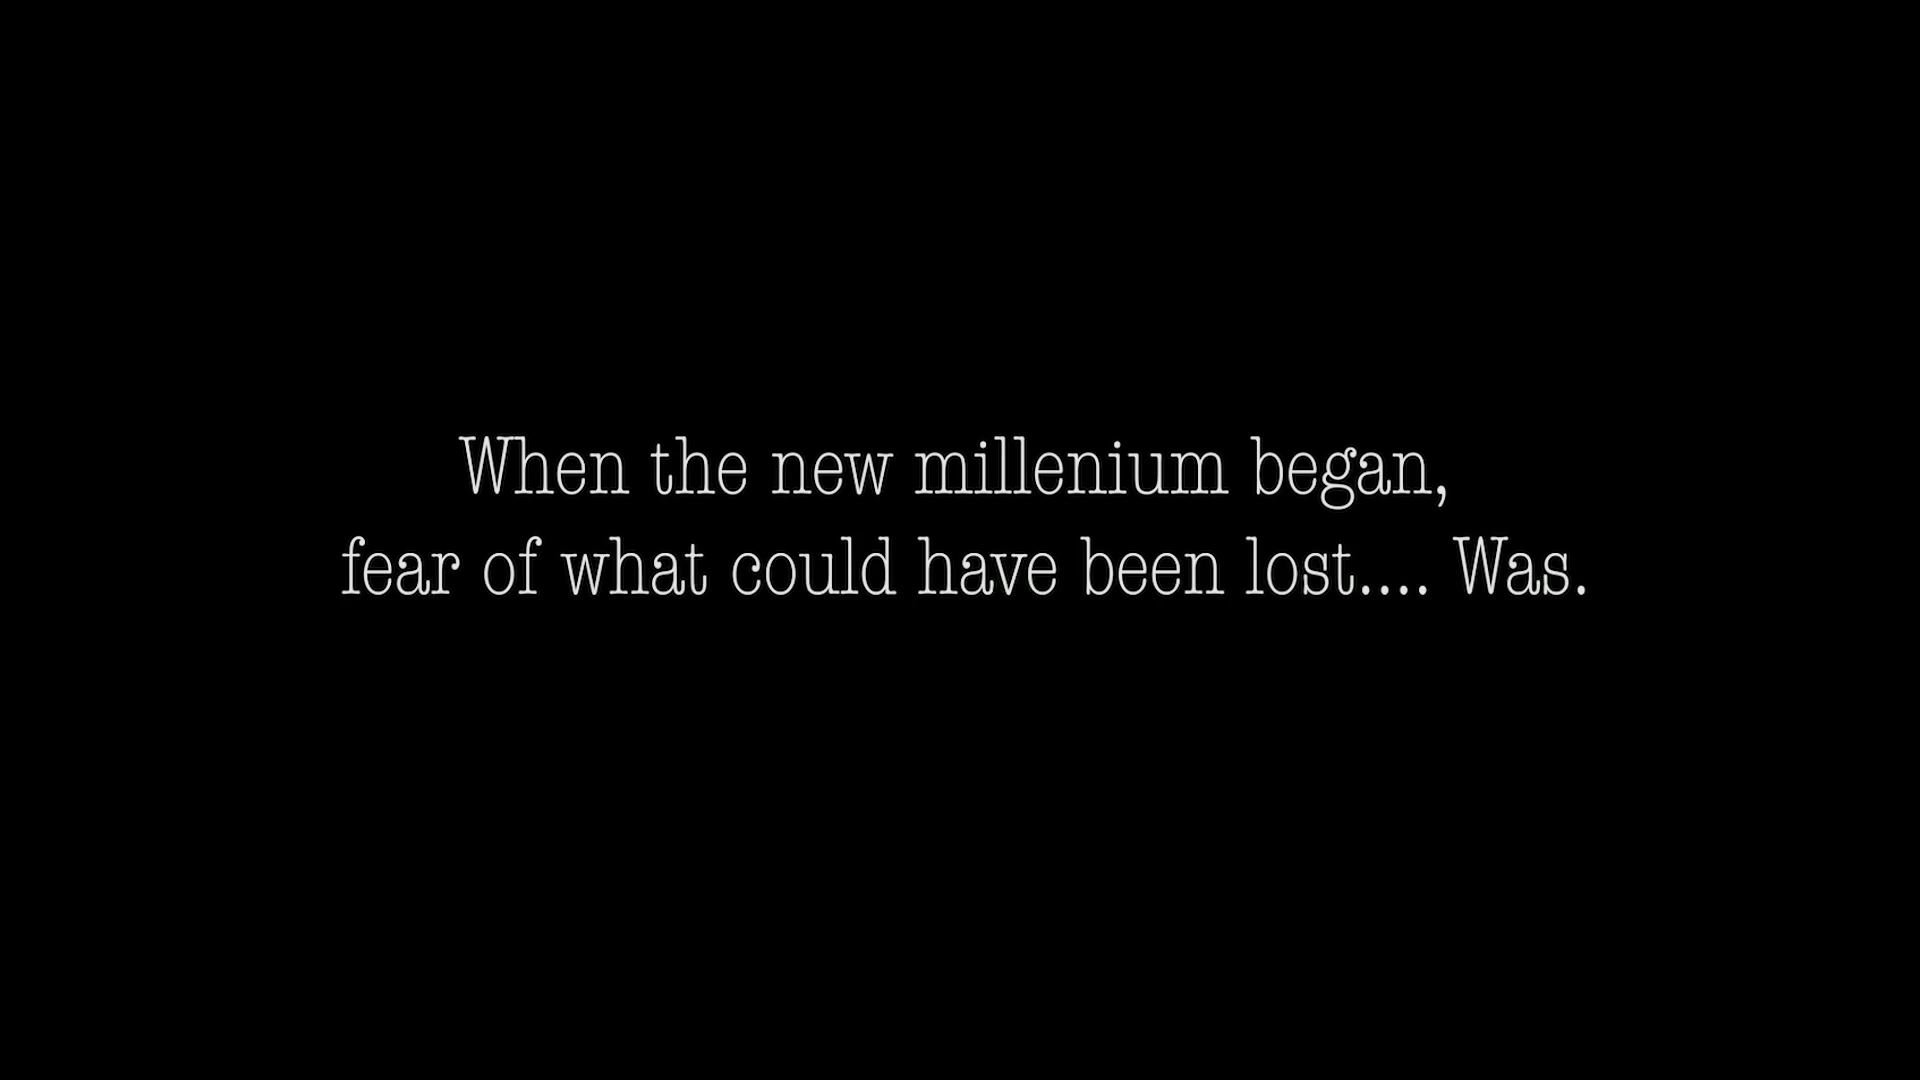 When the new millenium began,
fear of what could have been lost.... Was.